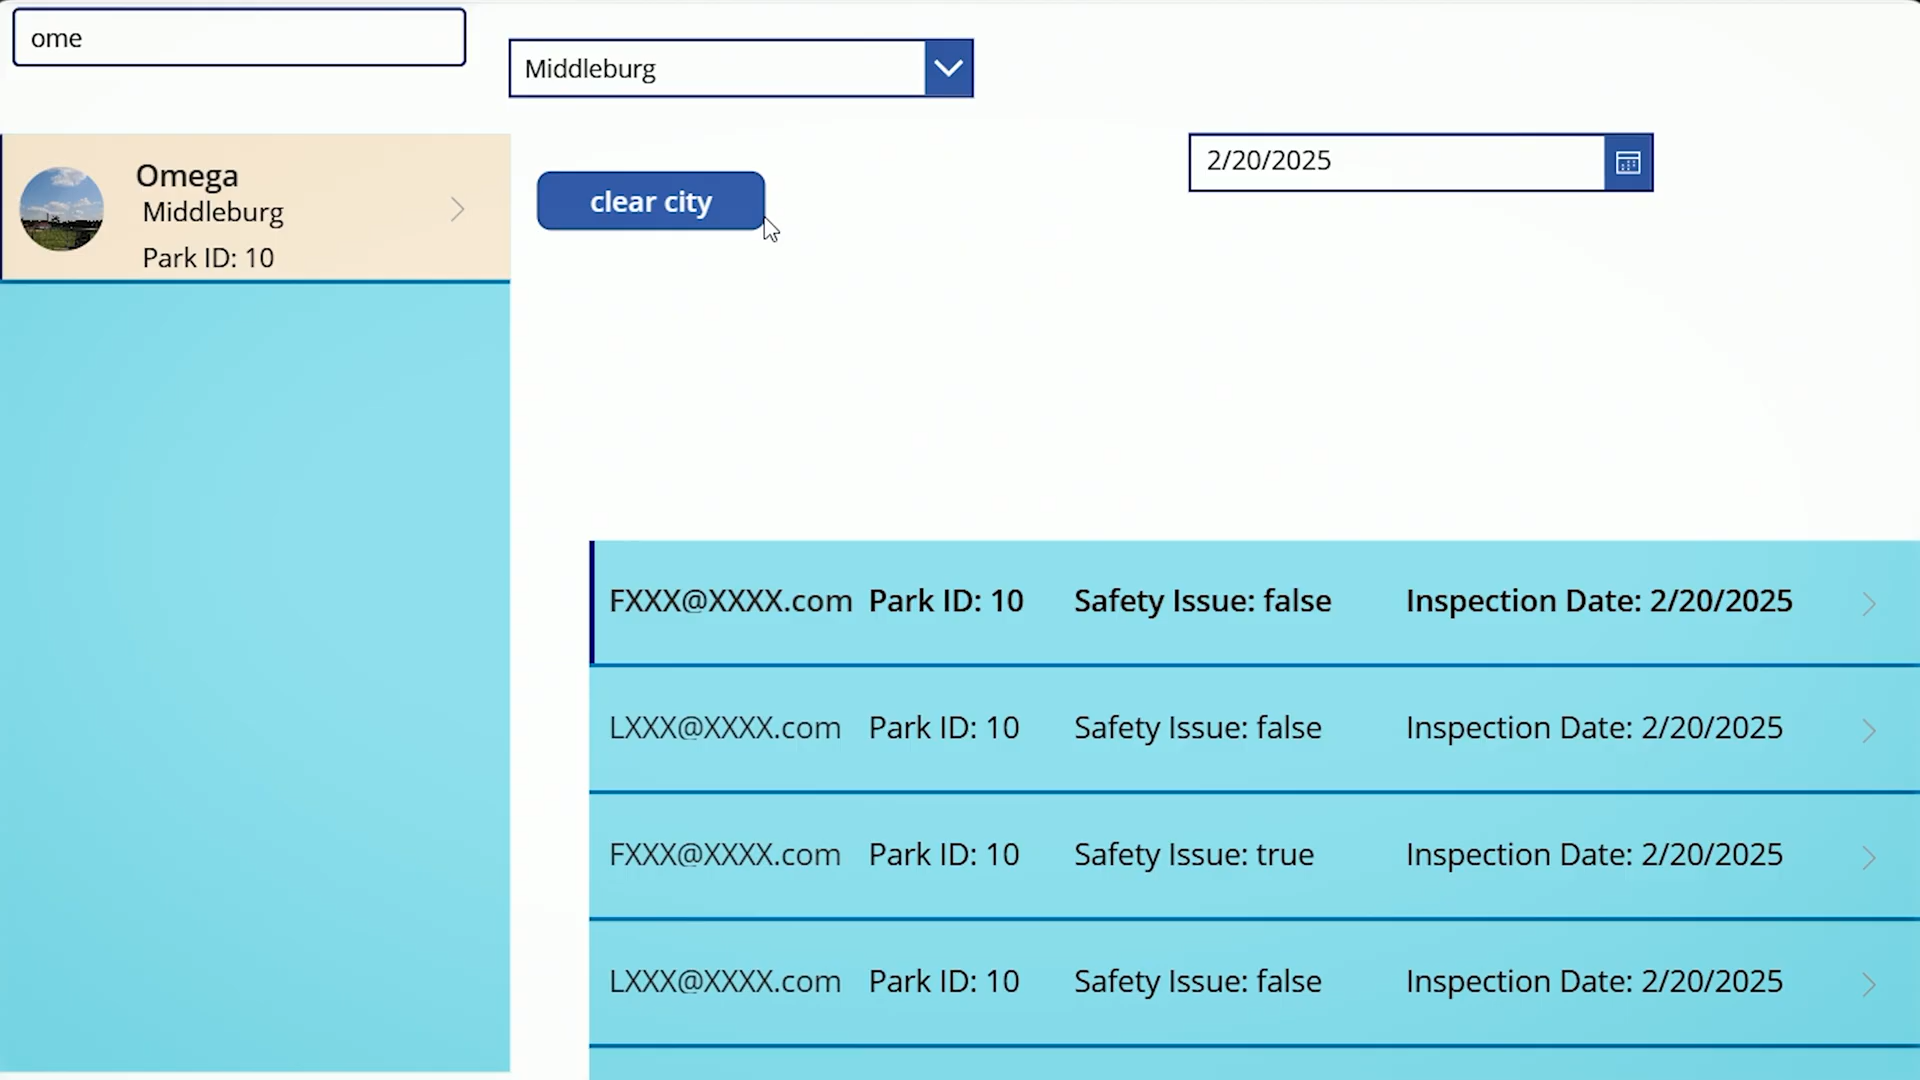 ome
Middleburg
2/20/2025
Omega
Middleburg
Park ID: 10
clear city
FXXX@XXXX.com Park ID: 10 Safety Issue: false Inspection Date: 2/20/2025
LXXX@XXXX.com Park ID: 10 Safety Issue: false Inspection Date: 2/20/2025
FXXX@XXXX.com Park ID: 10 Safety Issue: true Inspection Date: 2/20/2025
LXXX@XXXX.com Park ID: 10 Safety Issue: false Inspection Date: 2/20/2025